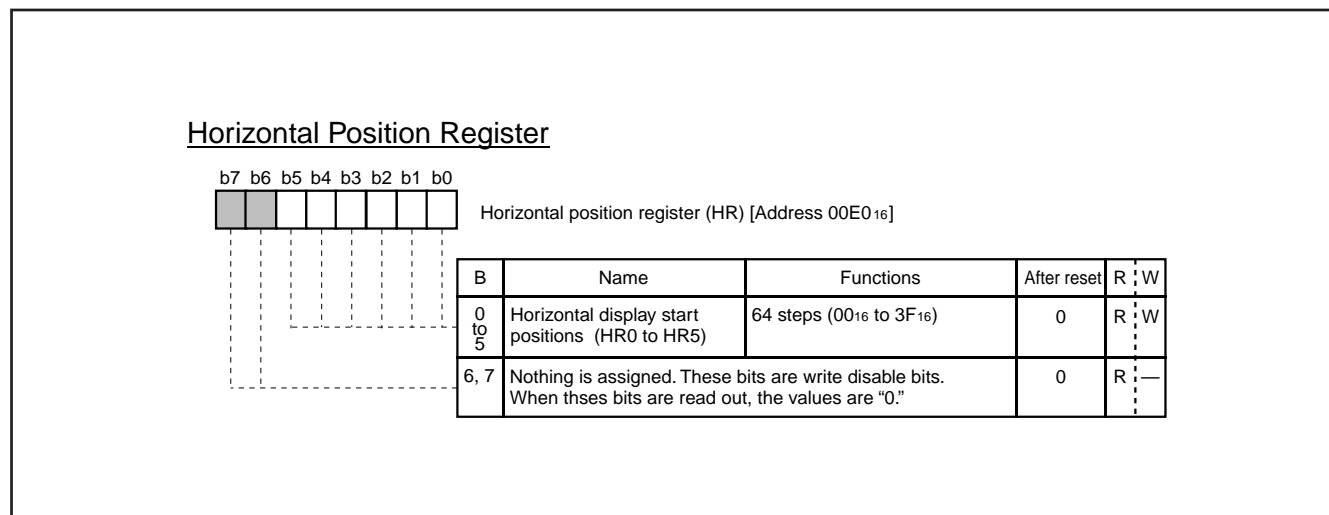 Horizontal Position Register
b7 b6 b5 b4 b3 b2 b1 b0
Horizontal position register (HR) [Address 00E016]
B Name Functions After reset R W
0 to 5 Horizontal display start positions (HR0 to HR5) 64 steps (0016 to 3F16) 0 R W
6, 7 Nothing is assigned. These bits are write disable bits. 0 R —
When thses bits are read out, the values are “0.”